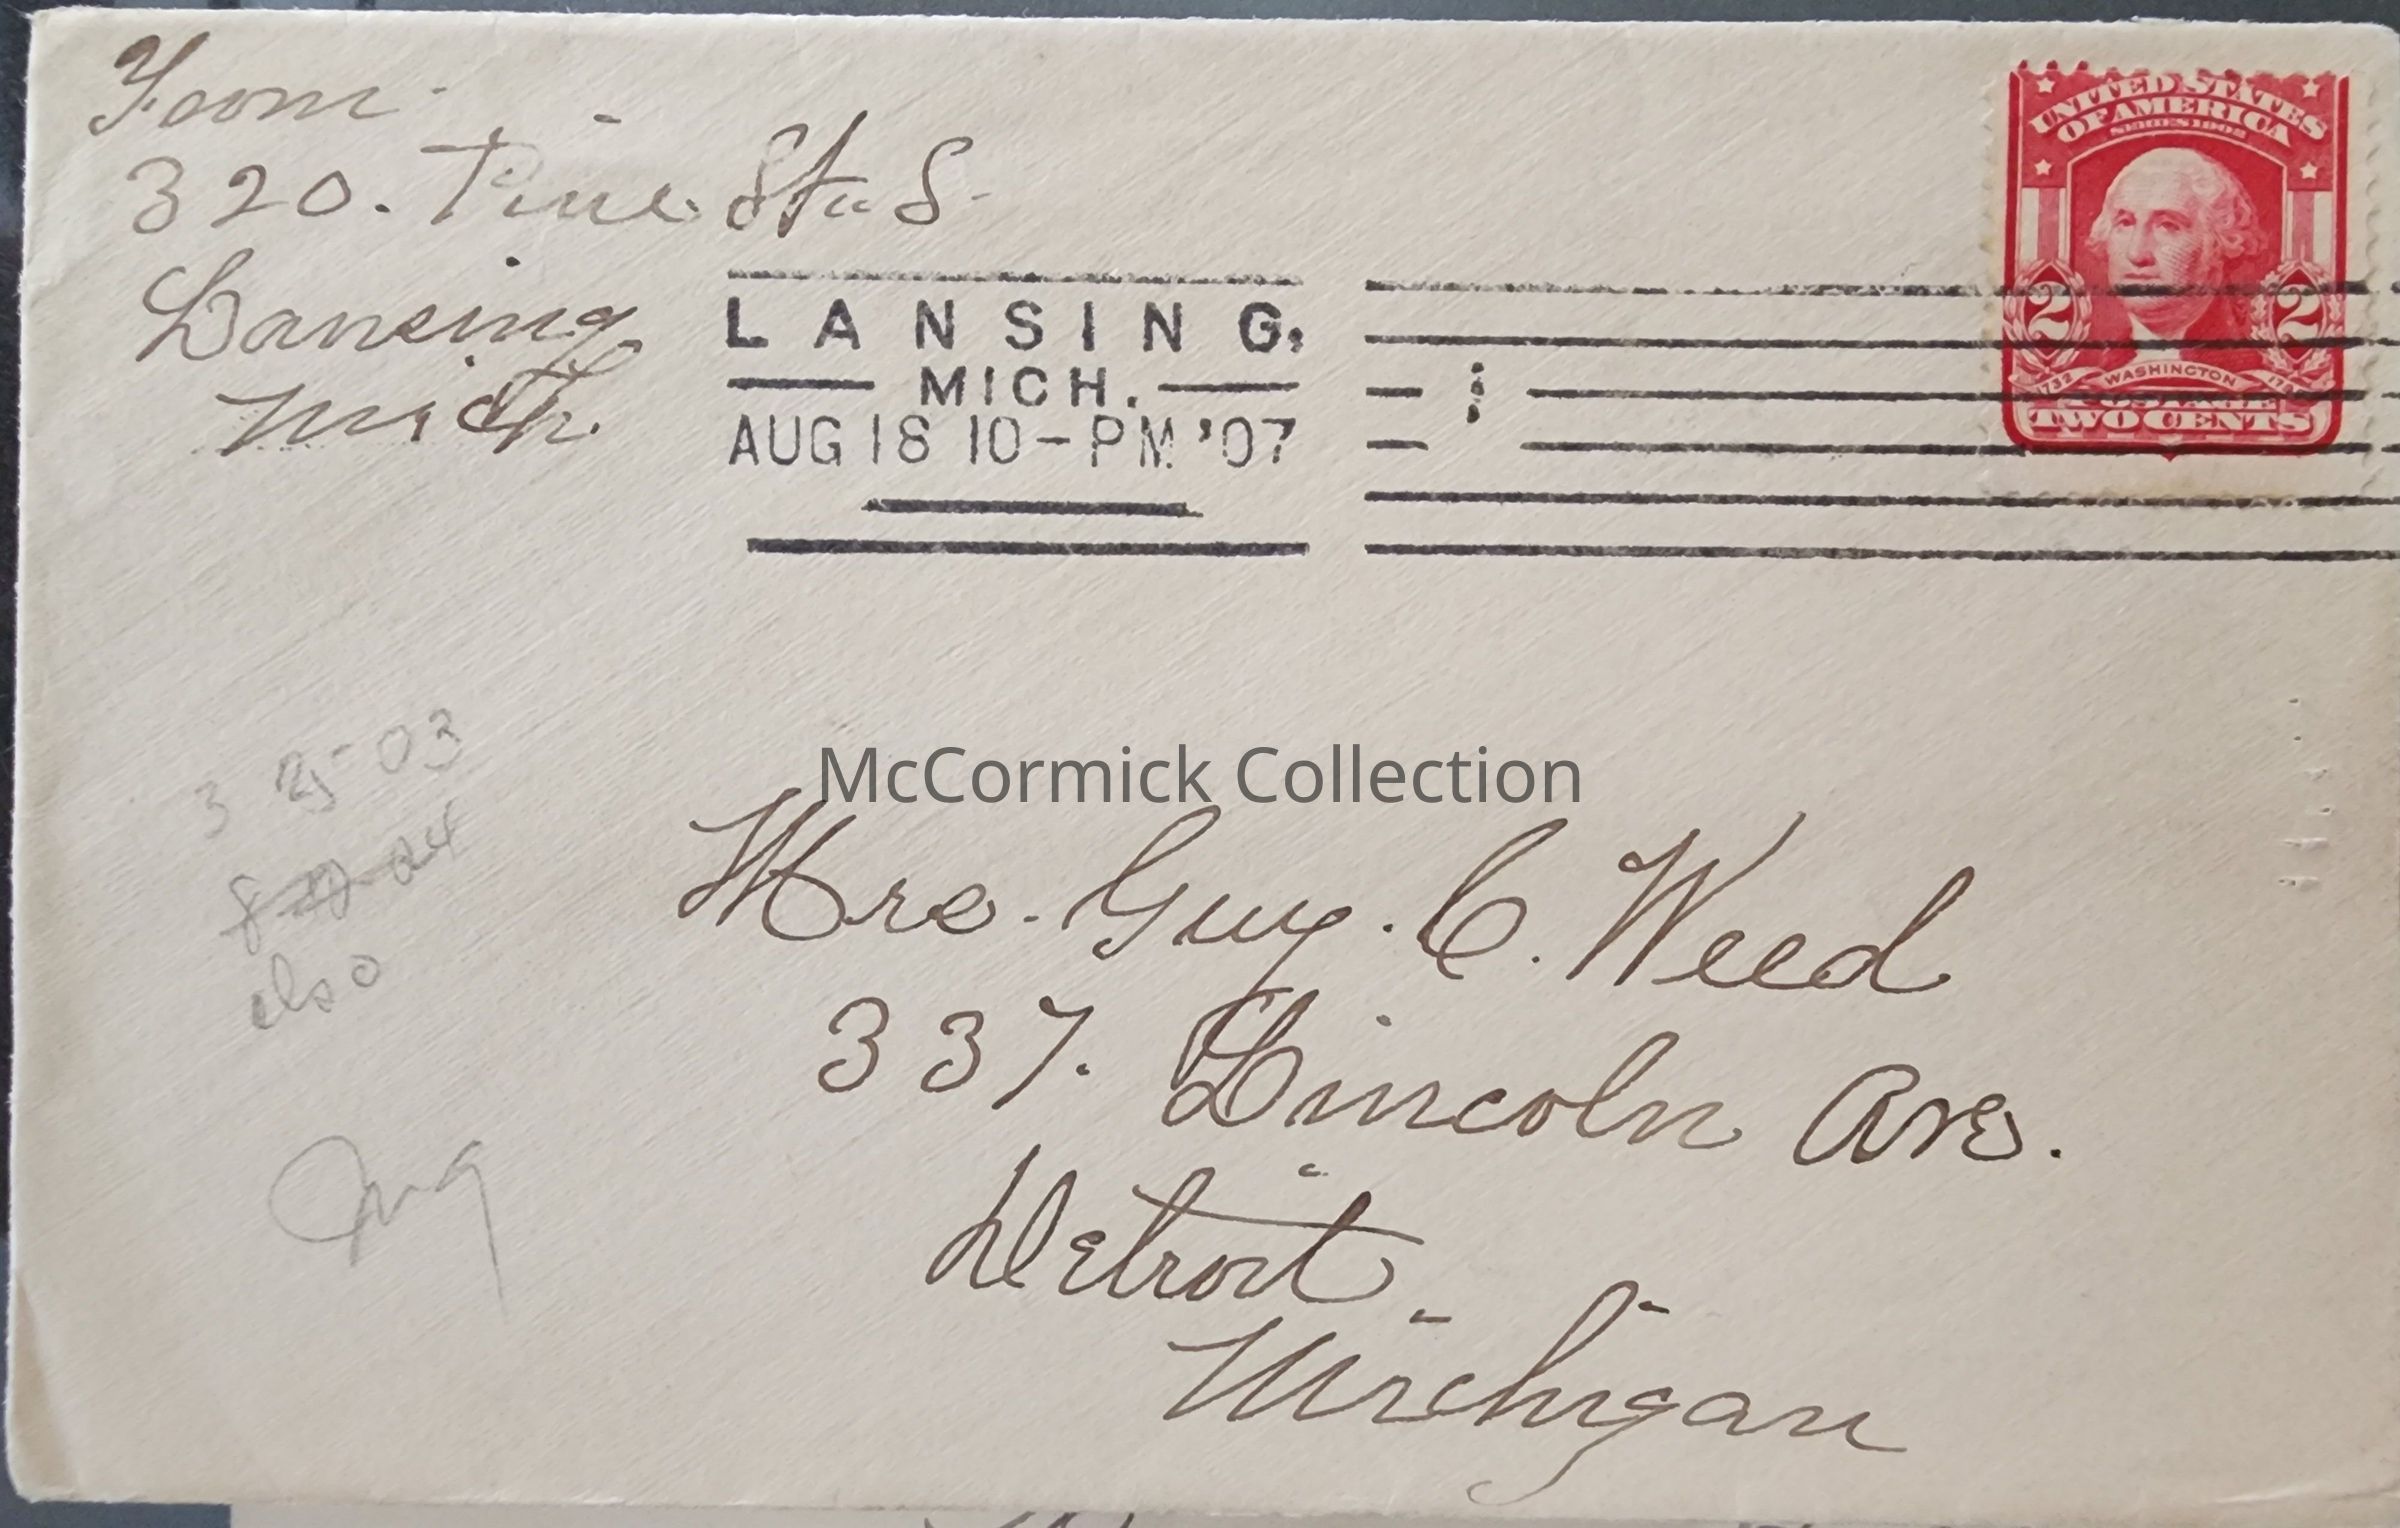 From
320. Pine St. S.
Lansing
Mich.
UNITED STATES
OF AMERICA
SERIES 1902
2 2
1732 WASHINGTON
POSTAGE
TWO CENTS
LANSING,
MICH.
AUG 18 10-PM '07
McCormick Collection
Mrs. Guy. C. Weed
337. Lincoln Ave.
Detroit.
Michigan
3 25-03
also